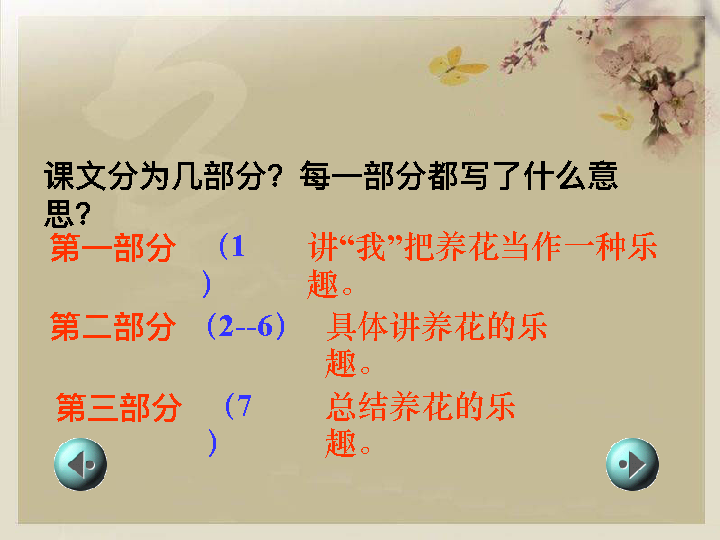 课文分为几部分？每一部分都写了什么意
思？
第一部分 （1 讲“我”把养花当作一种乐
） 趣。
第二部分 （2--6） 具体讲养花的乐
趣。
第三部分 （7 总结养花的乐
） 趣。